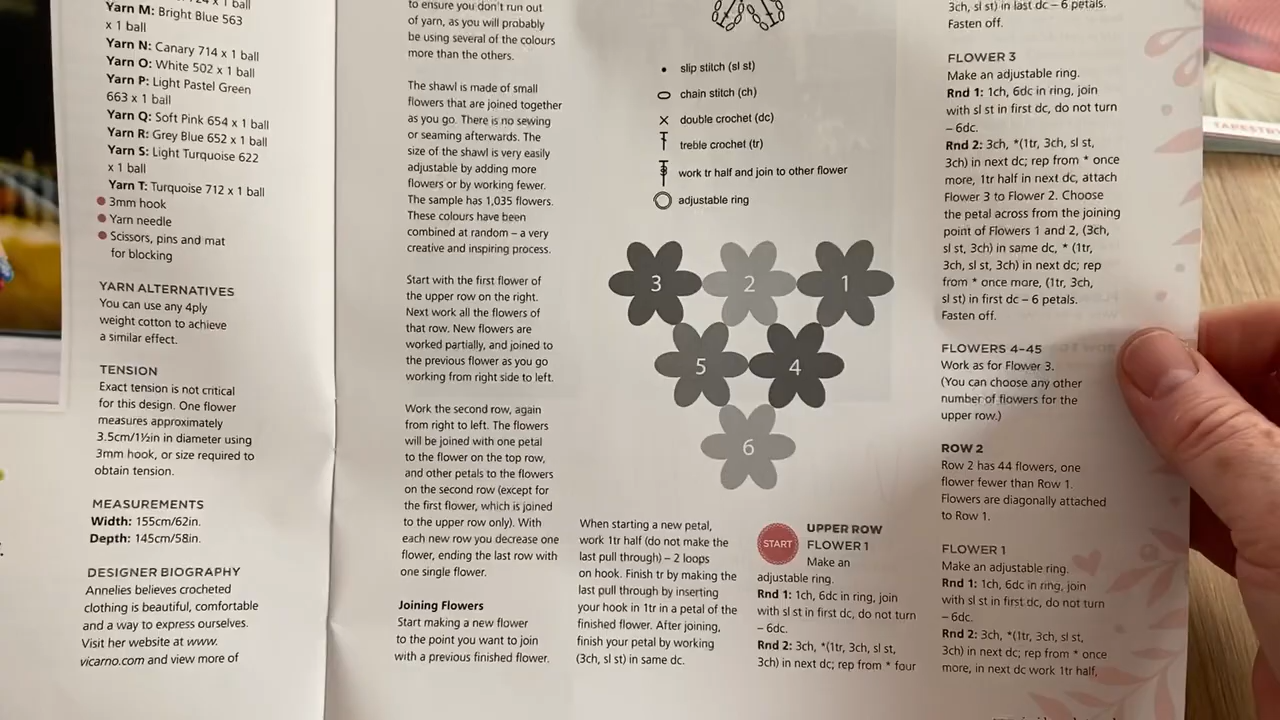 x 1 ball
Yarn M: Bright Blue 563
x 1 ball
Yarn N: Canary 714 x 1 ball
Yarn O: White 502 x 1 ball
Yarn P: Light Pastel Green
663 x 1 ball
Yarn Q: Soft Pink 654 x 1 ball
Yarn R: Grey Blue 652 x 1 ball
Yarn S: Light Turquoise 622
x 1 ball
Yarn T: Turquoise 712 x 1 ball
3mm hook
Yarn needle
Scissors, pins and mat
for blocking
YARN ALTERNATIVES
You can use any 4ply
weight cotton to achieve
a similar effect.
TENSION
Exact tension is not critical
for this design. One flower
measures approximately
3.5cm/1½in in diameter using
3mm hook, or size required to
obtain tension.
MEASUREMENTS
Width: 155cm/62in.
Depth: 145cm/58in.
DESIGNER BIOGRAPHY
Annelies believes crocheted
clothing is beautiful, comfortable
and a way to express ourselves.
Visit her website at www.
vicarno.com and view more of
to ensure you don't run out
of yarn, as you will probably
be using several of the colours
more than the others.
The shawl is made of small
flowers that are joined together
as you go. There is no sewing
or seaming afterwards. The
size of the shawl is very easily
adjustable by adding more
flowers or by working fewer.
The sample has 1,035 flowers.
These colours have been
combined at random – a very
creative and inspiring process.
Start with the first flower of
the upper row on the right.
Next work all the flowers of
that row. New flowers are
worked partially, and joined to
the previous flower as you go
working from right side to left.
Work the second row, again
from right to left. The flowers
will be joined with one petal
to the flower on the top row,
and other petals to the flowers
on the second row (except for
the first flower, which is joined
to the upper row only). With
each new row you decrease one
flower, ending the last row with
one single flower.
Joining Flowers
Start making a new flower
to the point you want to join
with a previous finished flower.
slip stitch (sl st)
chain stitch (ch)
double crochet (dc)
treble crochet (tr)
work tr half and join to other flower
adjustable ring
3
2
1
5
4
6
When starting a new petal,
work 1tr half (do not make the
last pull through) – 2 loops
on hook. Finish tr by making the
last pull through by inserting
your hook in 1tr in a petal of the
finished flower. After joining,
finish your petal by working
(3ch, sl st) in same dc.
START
UPPER ROW
FLOWER 1
Make an
adjustable ring.
Rnd 1: 1ch, 6dc in ring, join
with sl st in first dc, do not turn
– 6dc.
Rnd 2: 3ch, *(1tr, 3ch, sl st,
3ch) in next dc; rep from * four
3ch, sl st) in last dc – 6 petals.
Fasten off.
FLOWER 3
Make an adjustable ring.
Rnd 1: 1ch, 6dc in ring, join
with sl st in first dc, do not turn
– 6dc.
Rnd 2: 3ch, *(1tr, 3ch, sl st,
3ch) in next dc; rep from * once
more, 1tr half in next dc, attach
Flower 3 to Flower 2. Choose
the petal across from the joining
point of Flowers 1 and 2, (3ch,
sl st, 3ch) in same dc, * (1tr,
3ch, sl st, 3ch) in next dc; rep
from * once more, (1tr, 3ch,
sl st) in first dc – 6 petals.
Fasten off.
FLOWERS 4–45
Work as for Flower 3.
(You can choose any other
number of flowers for the
upper row.)
ROW 2
Row 2 has 44 flowers, one
flower fewer than Row 1.
Flowers are diagonally attached
to Row 1.
FLOWER 1
Make an adjustable ring.
Rnd 1: 1ch, 6dc in ring, join
with sl st in first dc, do not turn
– 6dc.
Rnd 2: 3ch, *(1tr, 3ch, sl st,
3ch) in next dc; rep from * once
more, in next dc work 1tr half,